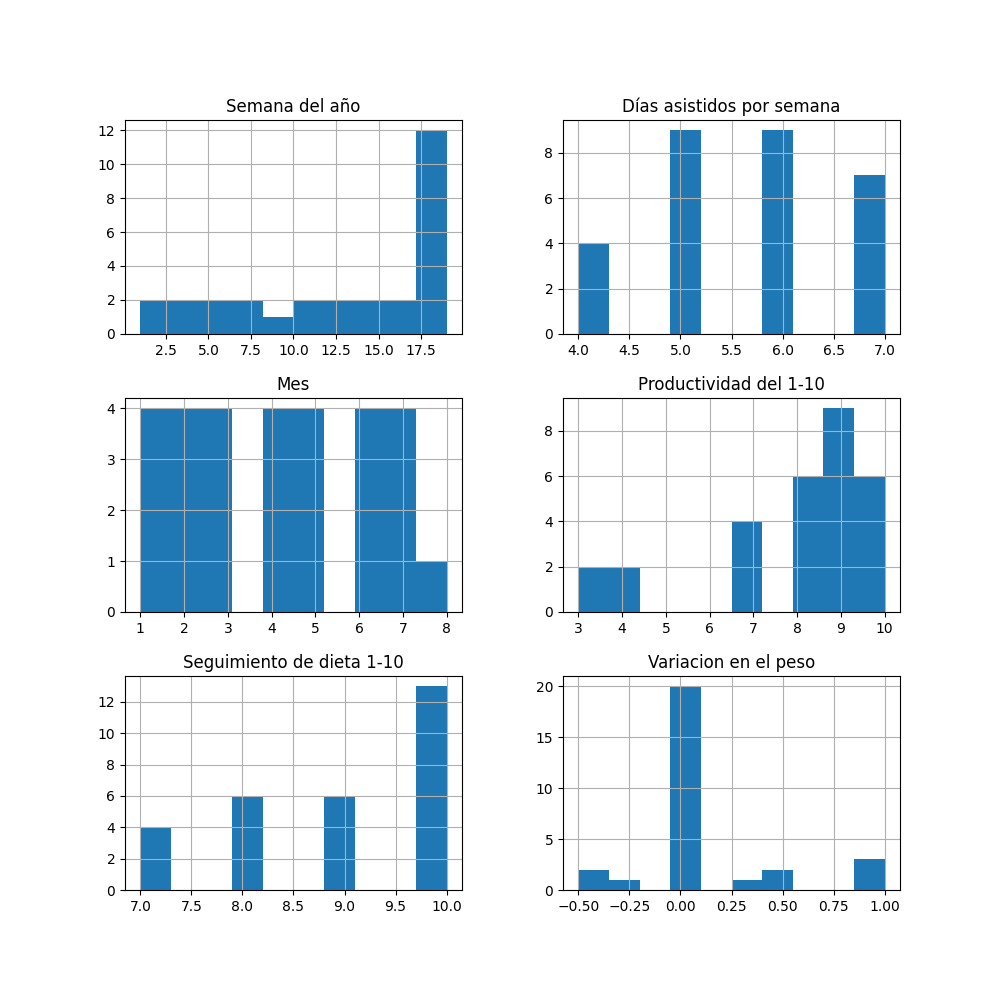 Semana del año
12
10
8
6
4
2
0
2.5 5.0 7.5 10.0 12.5 15.0 17.5
Días asistidos por semana
8
6
4
2
0
4.0 4.5 5.0 5.5 6.0 6.5 7.0
Mes
4
3
2
1
0
1 2 3 4 5 6 7 8
Productividad del 1-10
8
6
4
2
0
3 4 5 6 7 8 9 10
Seguimiento de dieta 1-10
12
10
8
6
4
2
0
7.0 7.5 8.0 8.5 9.0 9.5 10.0
Variacion en el peso
20
15
10
5
0
−0.50 −0.25 0.00 0.25 0.50 0.75 1.00